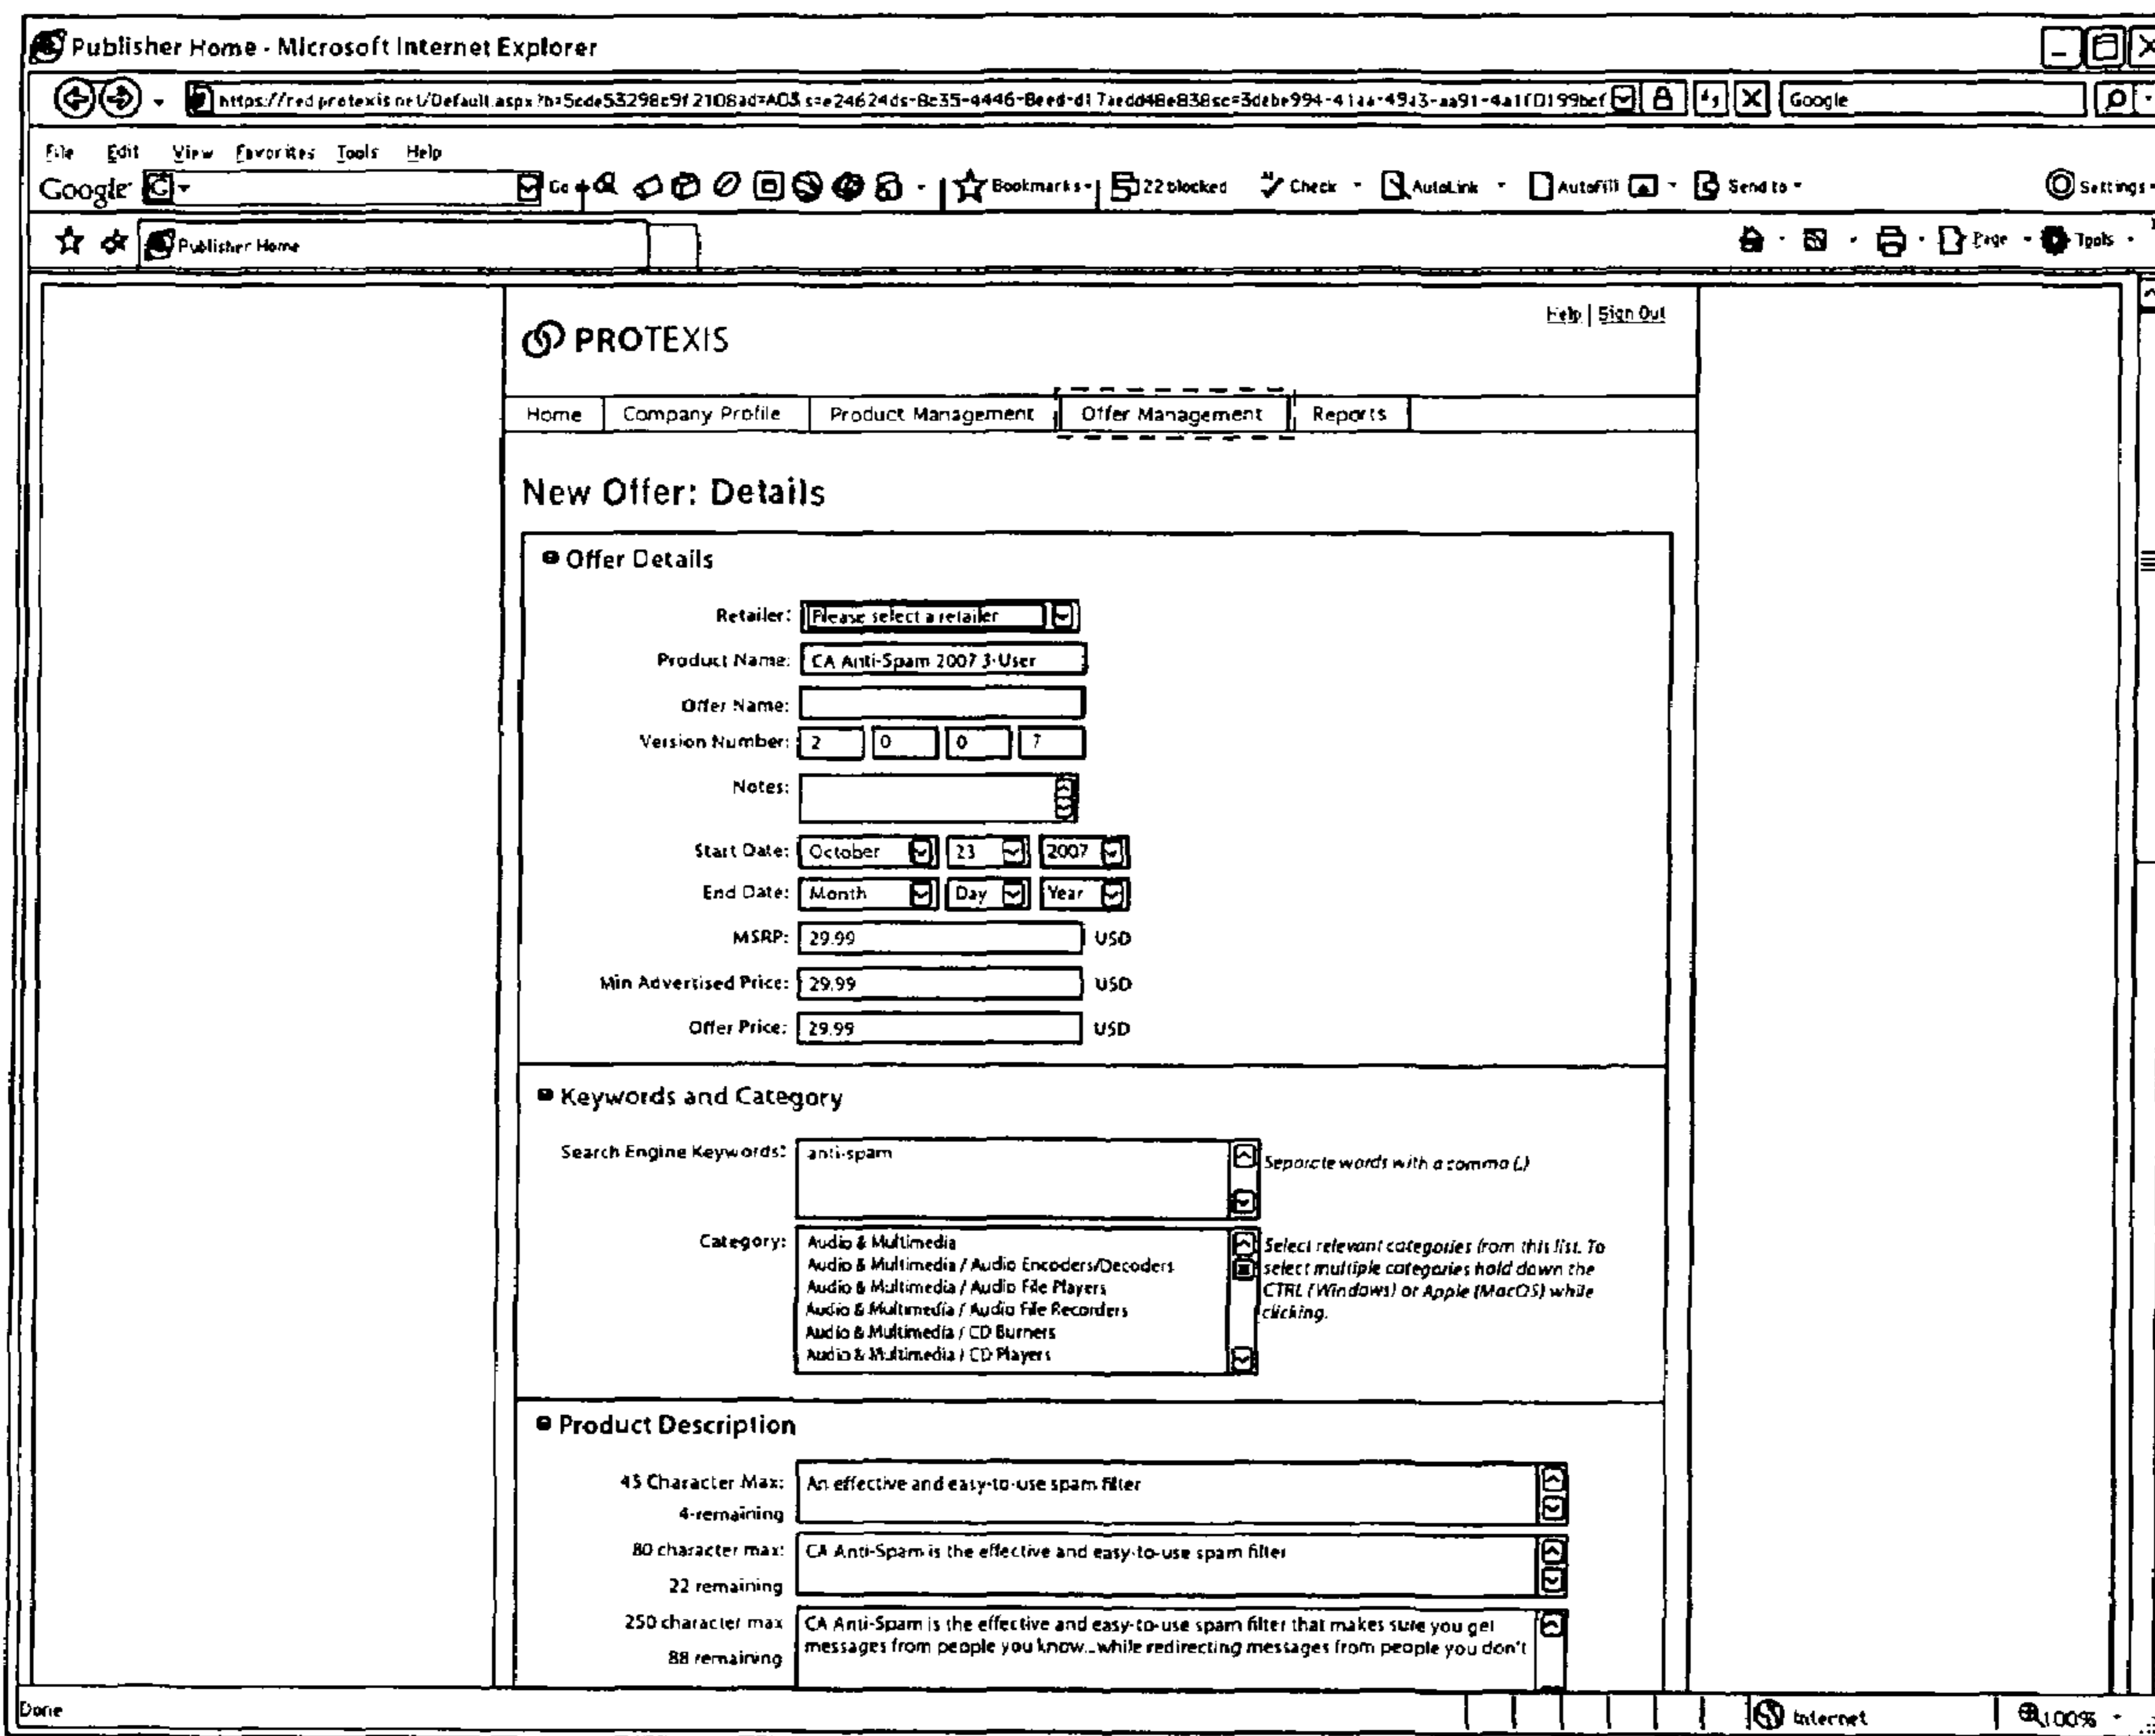 Publisher Home - Microsoft Internet Explorer
Google
File Edit View Favorites Tools Help
Google G Go Bookmarks 22 blocked Check AutoLink AutoFill Send to Settings
Publisher Home Page Tools
Help | Sign Out
PROTEXIS
Home Company Profile Product Management Offer Management Reports
New Offer: Details
Offer Details
Retailer: Please select a retailer
Product Name: CA Anti-Spam 2007 3-User
Offer Name:
Version Number: 2 0 0 7
Notes:
Start Date: October 23 2007
End Date: Month Day Year
MSRP: 29.99 USD
Min Advertised Price: 29.99 USD
Offer Price: 29.99 USD
Keywords and Category
Search Engine Keywords: anti-spam Separate words with a comma (,)
Category:
Audio & Multimedia
Audio & Multimedia / Audio Encoders/Decoders
Audio & Multimedia / Audio File Players
Audio & Multimedia / Audio File Recorders
Audio & Multimedia / CD Burners
Audio & Multimedia / CD Players
Select relevant categories from this list. To
select multiple categories hold down the
CTRL (Windows) or Apple (MacOS) while
clicking.
Product Description
45 Character Max: An effective and easy-to-use spam filter
4-remaining
80 character max: CA Anti-Spam is the effective and easy-to-use spam filter
22 remaining
250 character max CA Anti-Spam is the effective and easy-to-use spam filter that makes sure you get
messages from people you know...while redirecting messages from people you don't
88 remaining
Done Internet 100%